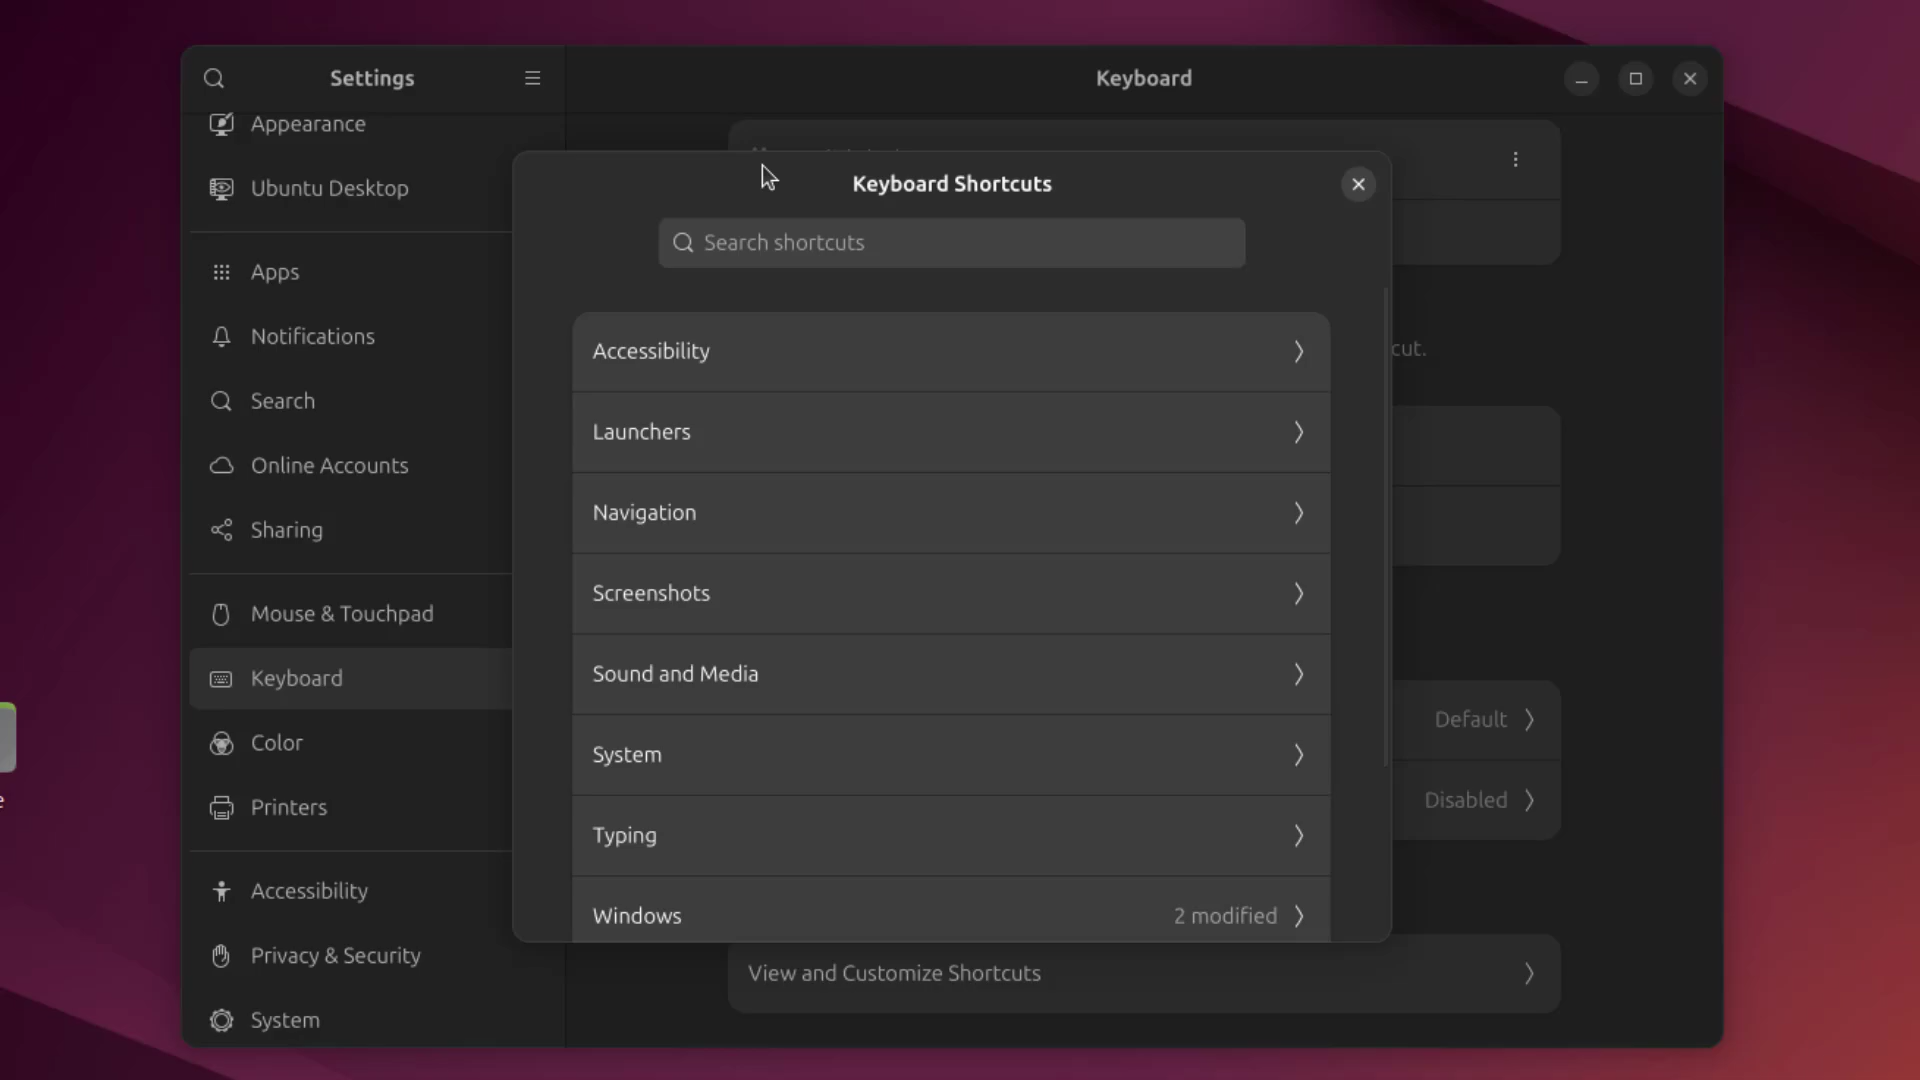 Settings
Keyboard
Appearance
Ubuntu Desktop
Apps
Notifications
Search
Online Accounts
Sharing
Mouse & Touchpad
Keyboard
Color
Printers
Accessibility
Privacy & Security
System
Keyboard Shortcuts
Search shortcuts
Accessibility
Launchers
Navigation
Screenshots
Sound and Media
System
Typing
Windows 2 modified
cut.
Default
Disabled
View and Customize Shortcuts
e